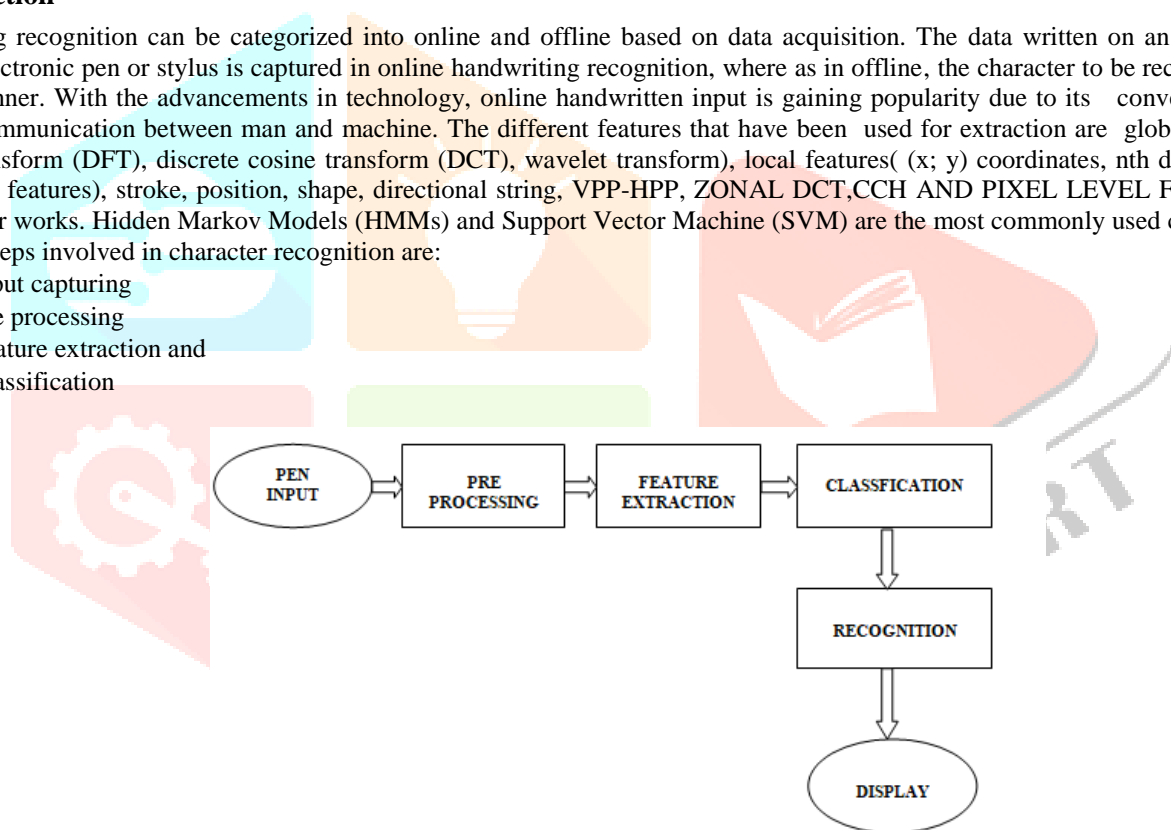 ction
g recognition can be categorized into online and offline based on data acquisition. The data written on an
ectronic pen or stylus is captured in online handwriting recognition, where as in offline, the character to be rec
nner. With the advancements in technology, online handwritten input is gaining popularity due to its conve
ommunication between man and machine. The different features that have been used for extraction are glob
nsform (DFT), discrete cosine transform (DCT), wavelet transform), local features( (x; y) coordinates, nth d
features), stroke, position, shape, directional string, VPP-HPP, ZONAL DCT,CCH AND PIXEL LEVEL F
r works. Hidden Markov Models (HMMs) and Support Vector Machine (SVM) are the most commonly used c
eps involved in character recognition are:
put capturing
e processing
ature extraction and
assification
PEN
INPUT
PRE
PROCESSING
FEATURE
EXTRACTION
CLASSFICATION
RECOGNITION
DISPLAY